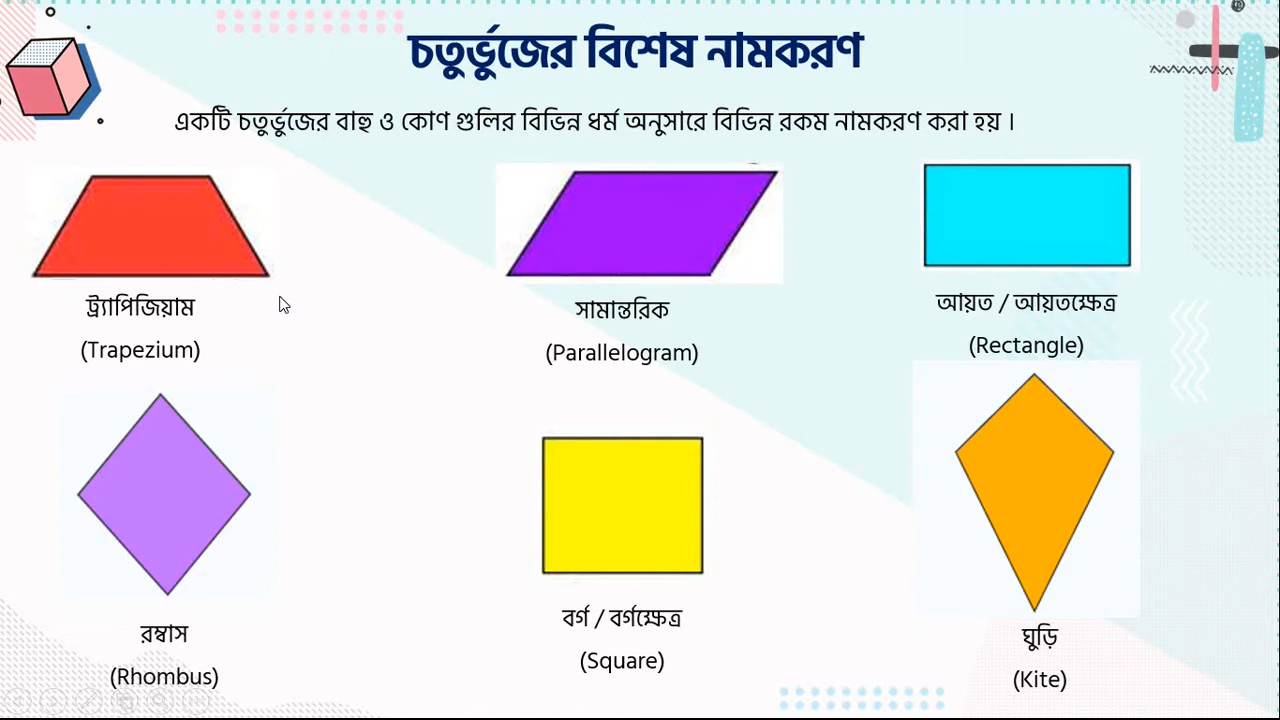 চতুর্ভুজের বিশেষ নামকরণ
একটি চতুর্ভুজের বাহু ও কোণ গুলির বিভিন্ন ধর্ম অনুসারে বিভিন্ন রকম নামকরণ করা হয় ।
ট্র্যাপিজিয়াম
(Trapezium)
সামান্তরিক
(Parallelogram)
আয়ত / আয়তক্ষেত্র
(Rectangle)
রম্বাস
(Rhombus)
বর্গ / বর্গক্ষেত্র
(Square)
ঘুড়ি
(Kite)